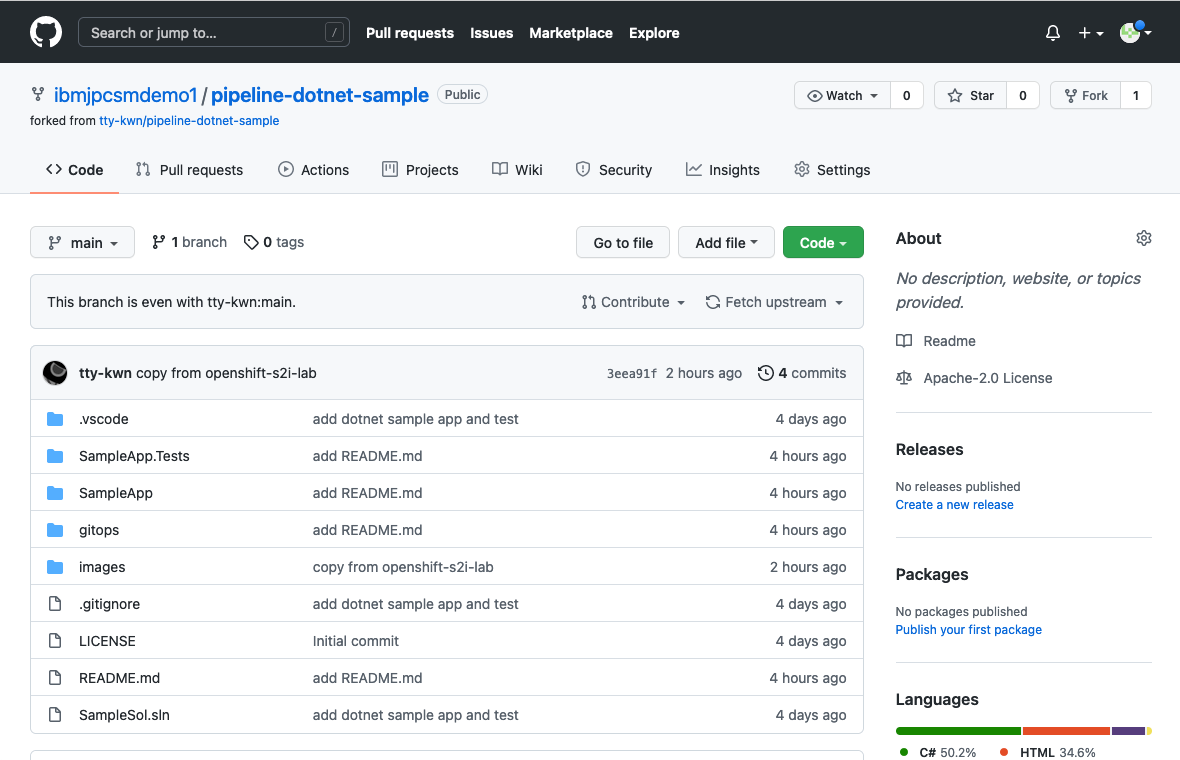 Search or jump to... /
Pull requests Issues Marketplace Explore
ibmjpcsmdemo1 / pipeline-dotnet-sample Public
Watch 0 Star 0 Fork 1
forked from tty-kwn/pipeline-dotnet-sample
Code Pull requests Actions Projects Wiki Security Insights Settings
main 1 branch 0 tags Go to file Add file Code
This branch is even with tty-kwn:main. Contribute Fetch upstream
tty-kwn copy from openshift-s2i-lab 3eea91f 2 hours ago 4 commits
.vscode add dotnet sample app and test 4 days ago
SampleApp.Tests add README.md 4 hours ago
SampleApp add README.md 4 hours ago
gitops add README.md 4 hours ago
images copy from openshift-s2i-lab 2 hours ago
.gitignore add dotnet sample app and test 4 days ago
LICENSE Initial commit 4 days ago
README.md add README.md 4 hours ago
SampleSol.sln add dotnet sample app and test 4 days ago
About
No description, website, or topics
provided.
Readme
Apache-2.0 License
Releases
No releases published
Create a new release
Packages
No packages published
Publish your first package
Languages
C# 50.2% HTML 34.6%